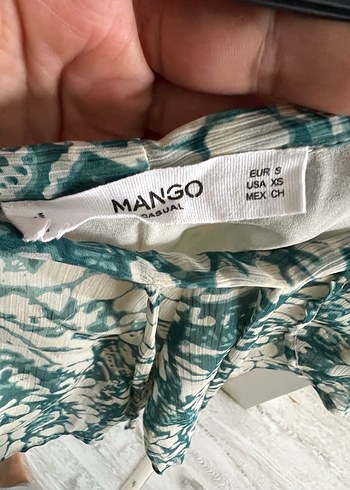 MANGO
CASUAL
EUR S
USA XS
MEX CH